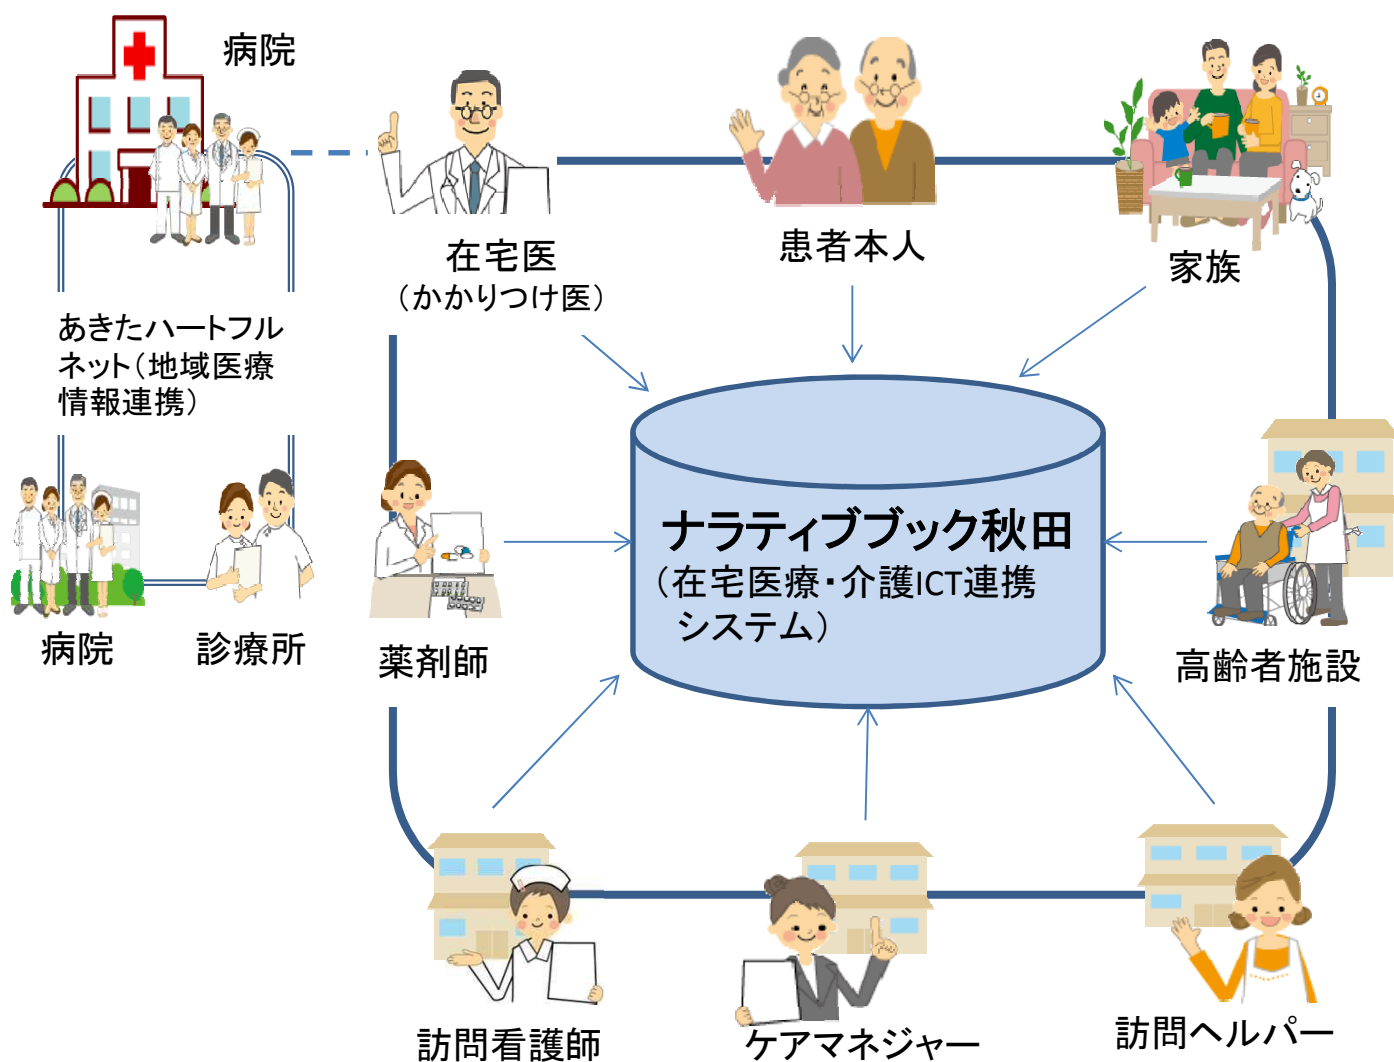 病院
在宅医
（かかりつけ医）
患者本人
家族
あきたハートフル
ネット（地域医療
情報連携）
ナラティブブック秋田
（在宅医療・介護ICT連携
システム）
病院
診療所
薬剤師
高齢者施設
訪問看護師
ケアマネジャー
訪問ヘルパー